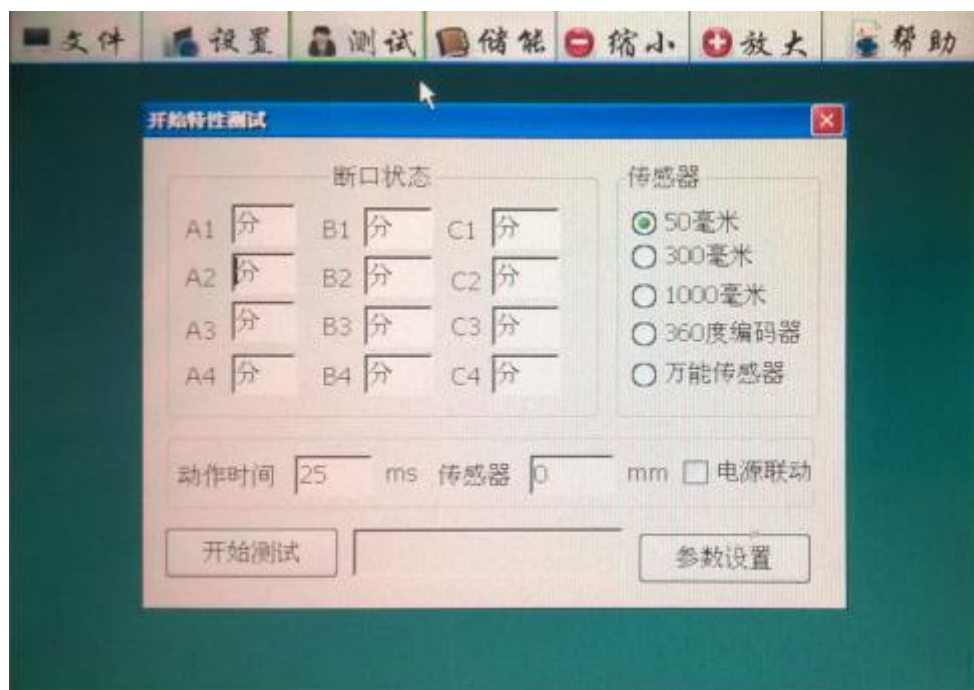 文件 设置 测试 储能 缩小 放大 帮助
开始特性测试
断口状态 传感器
A1 分 B1 分 C1 分 50毫米
A2 分 B2 分 C2 分 300毫米
A3 分 B3 分 C3 分 1000毫米
360度编码器
A4 分 B4 分 C4 分 万能传感器
动作时间 25 ms 传感器 0 mm 电源联动
开始测试 参数设置